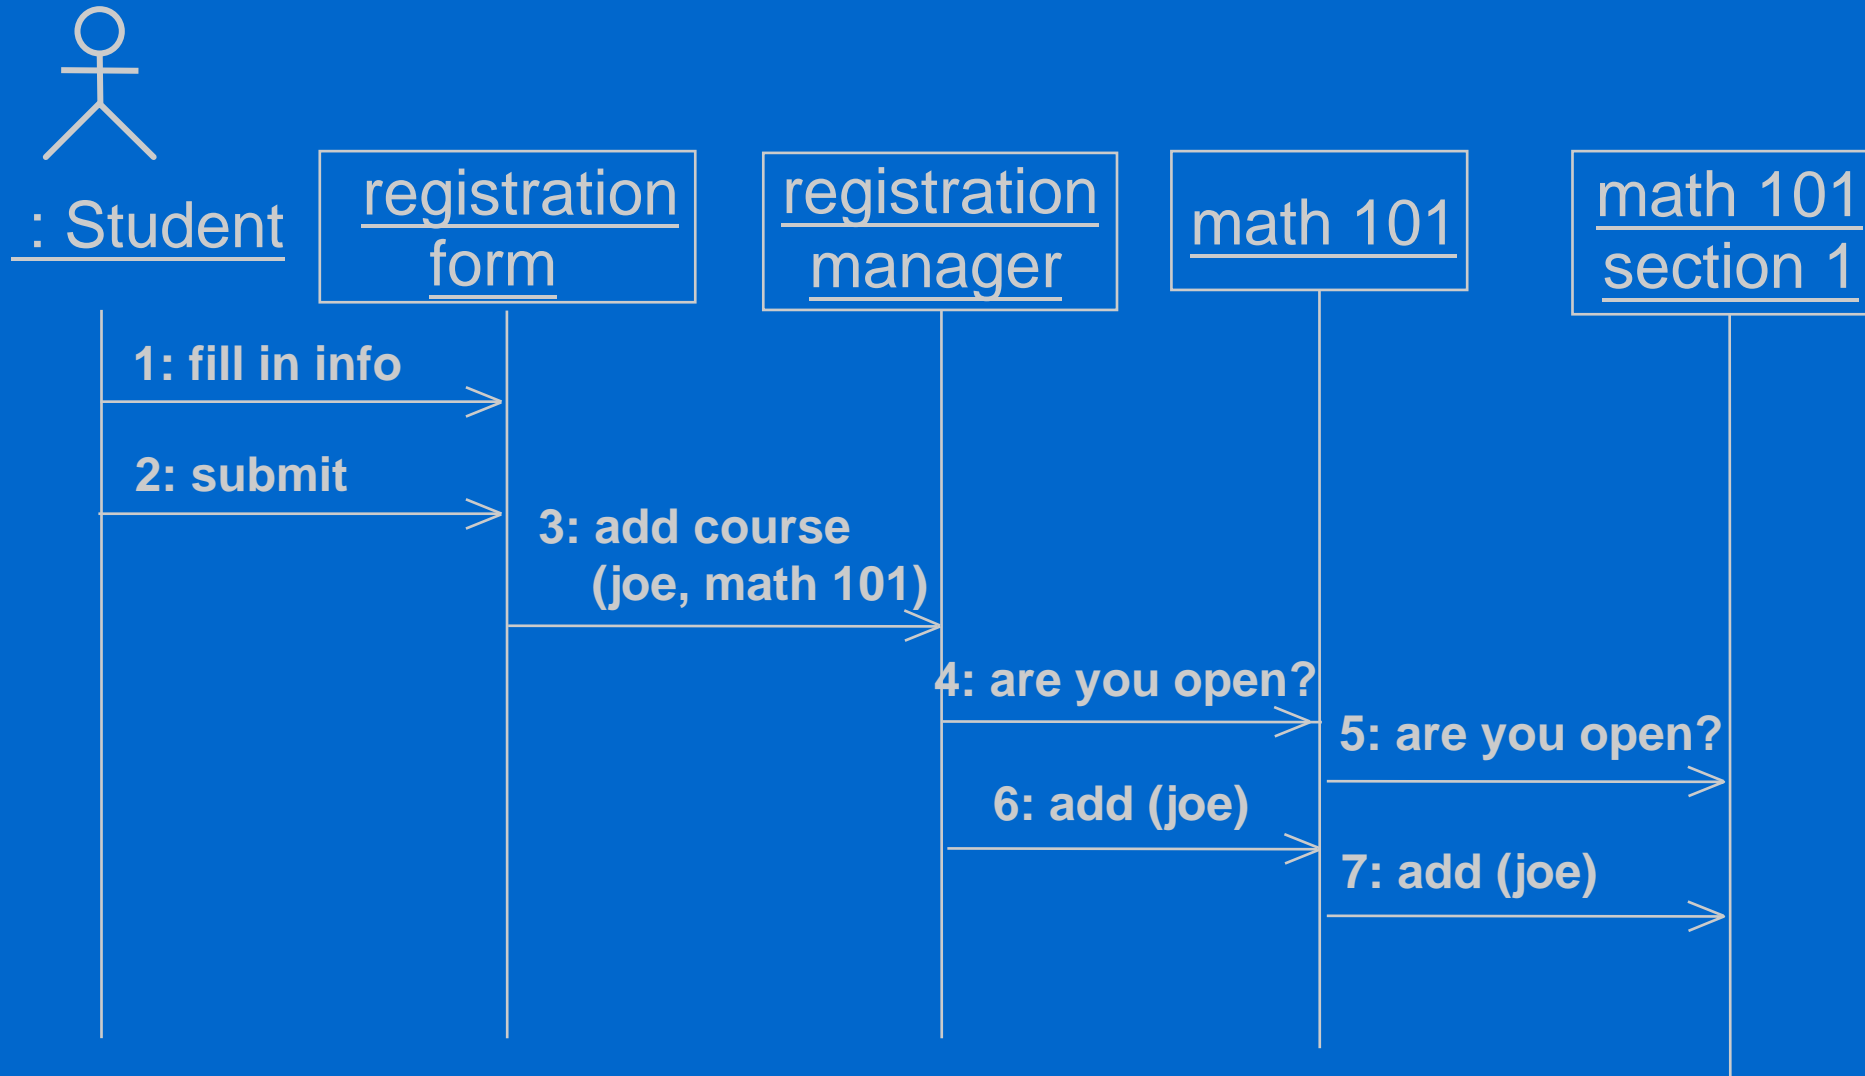 : Student
registration
form
registration
manager
math 101
math 101
section 1
1: fill in info
2: submit
3: add course
(joe, math 101)
4: are you open?
5: are you open?
6: add (joe)
7: add (joe)